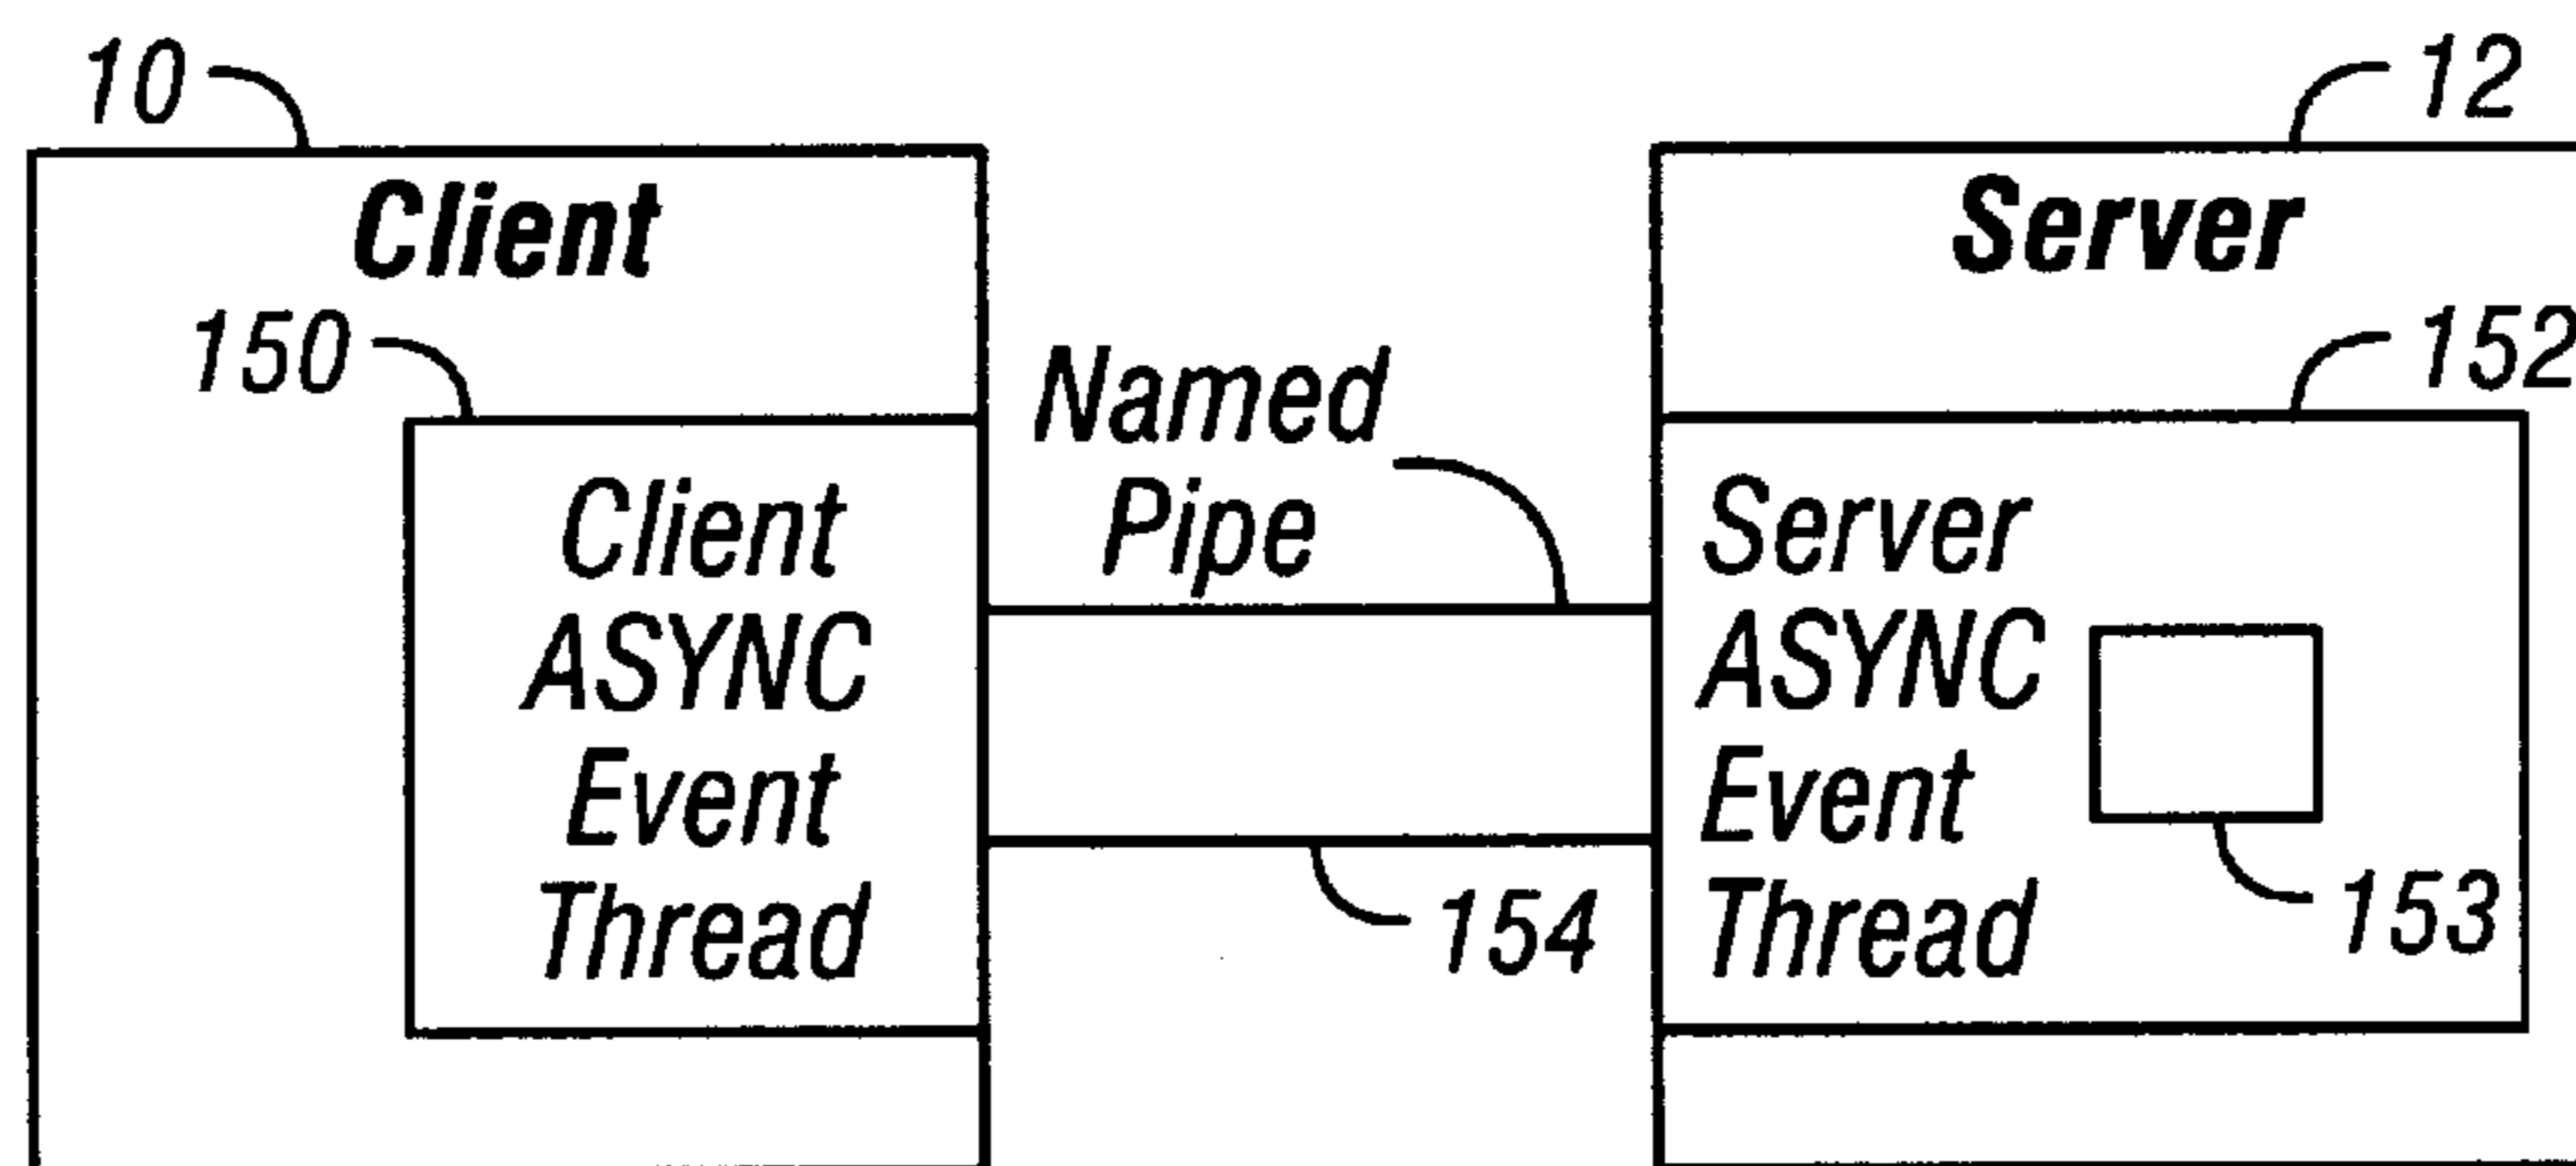 10
12
Client
Server
150
152
Named
Pipe
Client
ASYNC
Event
Thread
Server
ASYNC
Event
Thread
154
153